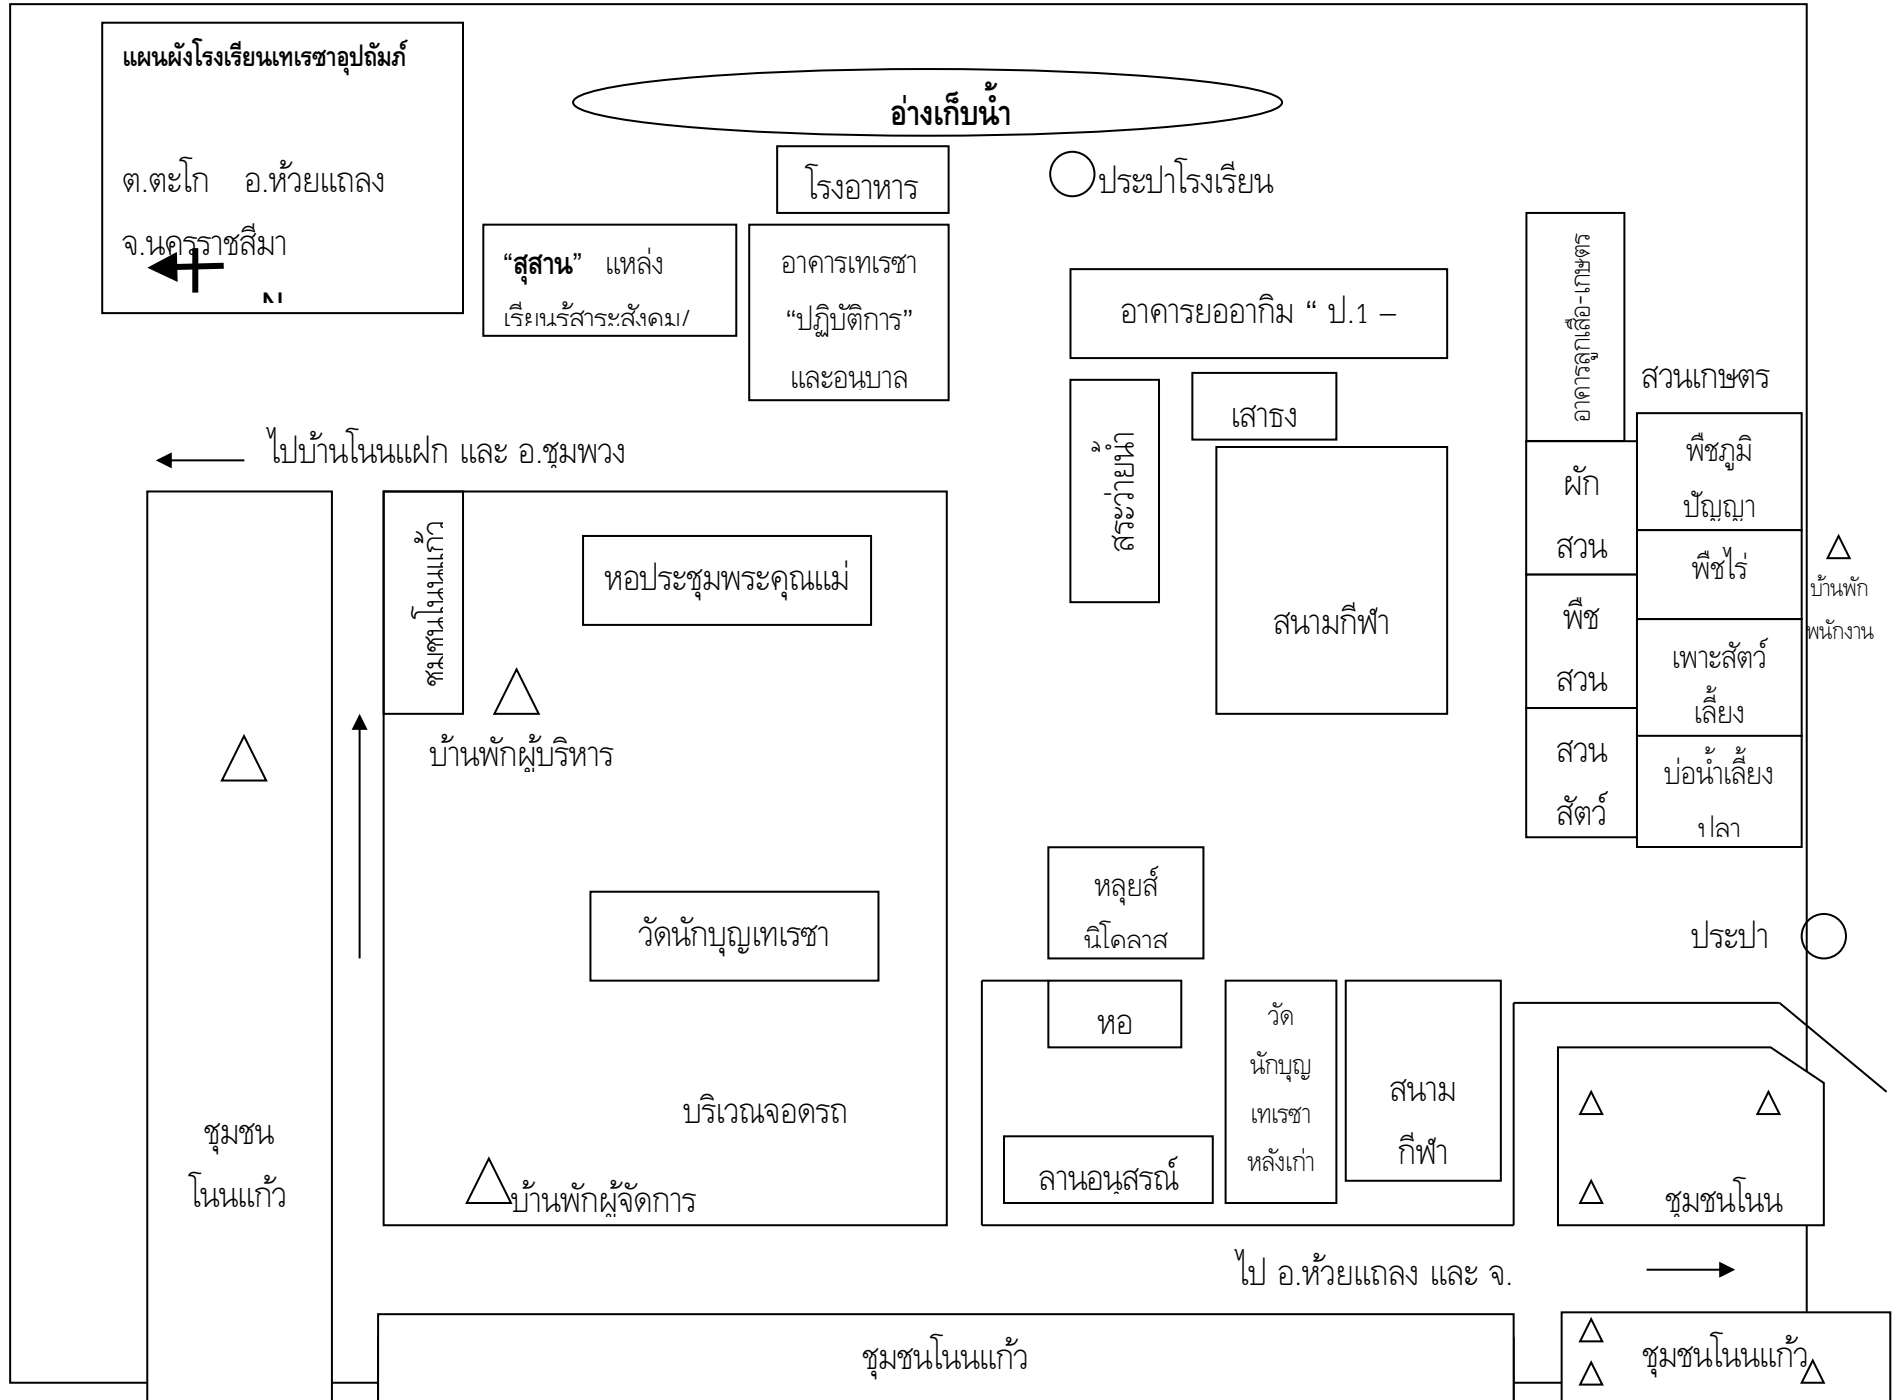 แผนผังโรงเรียนเทเรซาอุปถัมภ์
ต.ตะโก อ.ห้วยแถลง
จ.นครราชสีมา
N
อ่างเก็บน้ำ
โรงอาหาร
ประปาโรงเรียน
“สุสาน” แหล่ง
เรียนรู้สาระสังคม/
อาคารเทเรซา
“ปฏิบัติการ”
และอนุบาล
อาคารยออากิม “ ป.1 –
อาคารลูกเสือ-เกษตร
สวนเกษตร
เสาธง
สระว่ายน้ำ
สนามกีฬา
ผัก
สวน
พืช
สวน
สวน
สัตว์
พืชภูมิ
ปัญญา
พืชไร่
เพาะสัตว์
เลี้ยง
บ่อน้ำเลี้ยง
ปลา
บ้านพัก
พนักงาน
ไปบ้านโนนแฝก และ อ.ชุมพวง
ชุมชนโนนแก้ว
หอประชุมพระคุณแม่
บ้านพักผู้บริหาร
วัดนักบุญเทเรซา
บริเวณจอดรถ
บ้านพักผู้จัดการ
ชุมชน
โนนแก้ว
หลุยส์
นิโคลาส
หอ
ลานอนุสรณ์
วัด
นักบุญ
เทเรซา
หลังเก่า
สนาม
กีฬา
ประปา
ชุมชนโนน
ไป อ.ห้วยแถลง และ จ.
ชุมชนโนนแก้ว
ชุมชนโนนแก้ว